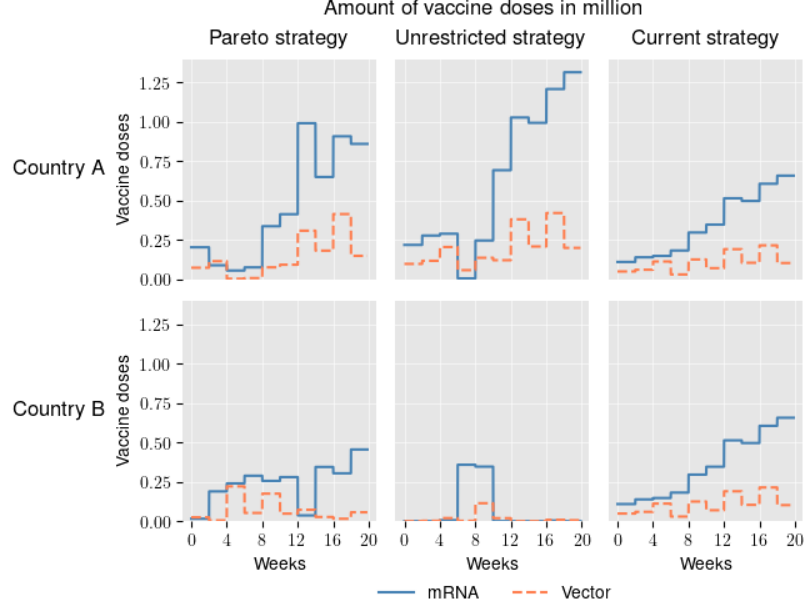 Amount of vaccine doses in million
Pareto strategy Unrestricted strategy Current strategy
Country A
Vaccine doses
1.25
1.00
0.75
0.50
0.25
0.00
Country B
Vaccine doses
1.25
1.00
0.75
0.50
0.25
0.00
0 4 8 12 16 20 0 4 8 12 16 20 0 4 8 12 16 20
Weeks Weeks Weeks
mRNA Vector